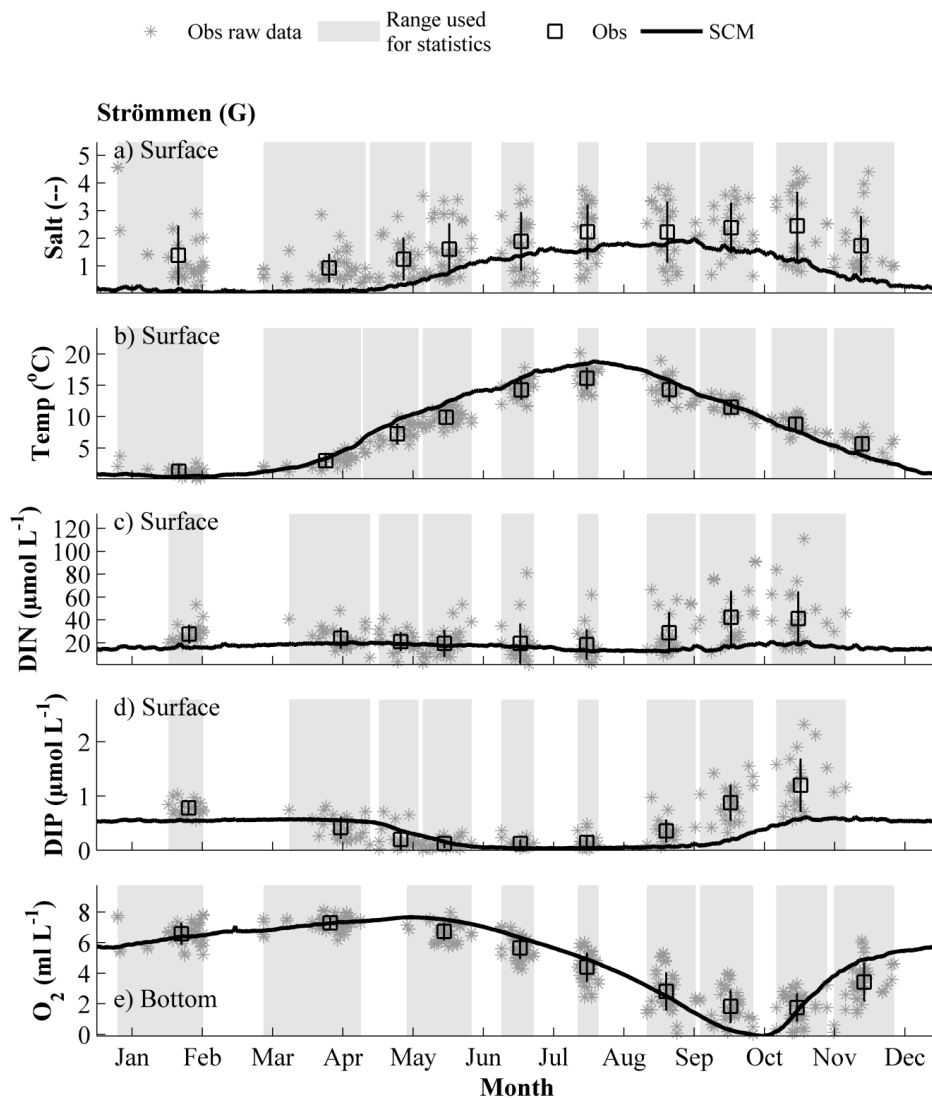 Obs raw data
Range used
for statistics
Obs
SCM
Strömmen (G)
a) Surface
Salt (--)
5
4
3
2
1
b) Surface
Temp (⁰C)
20
15
10
5
c) Surface
DIN (µmol L⁻¹)
120
100
80
60
40
20
d) Surface
DIP (µmol L⁻¹)
2
1
0
e) Bottom
O₂ (ml L⁻¹)
8
6
4
2
0
Jan Feb Mar Apr May Jun Jul Aug Sep Oct Nov Dec
Month